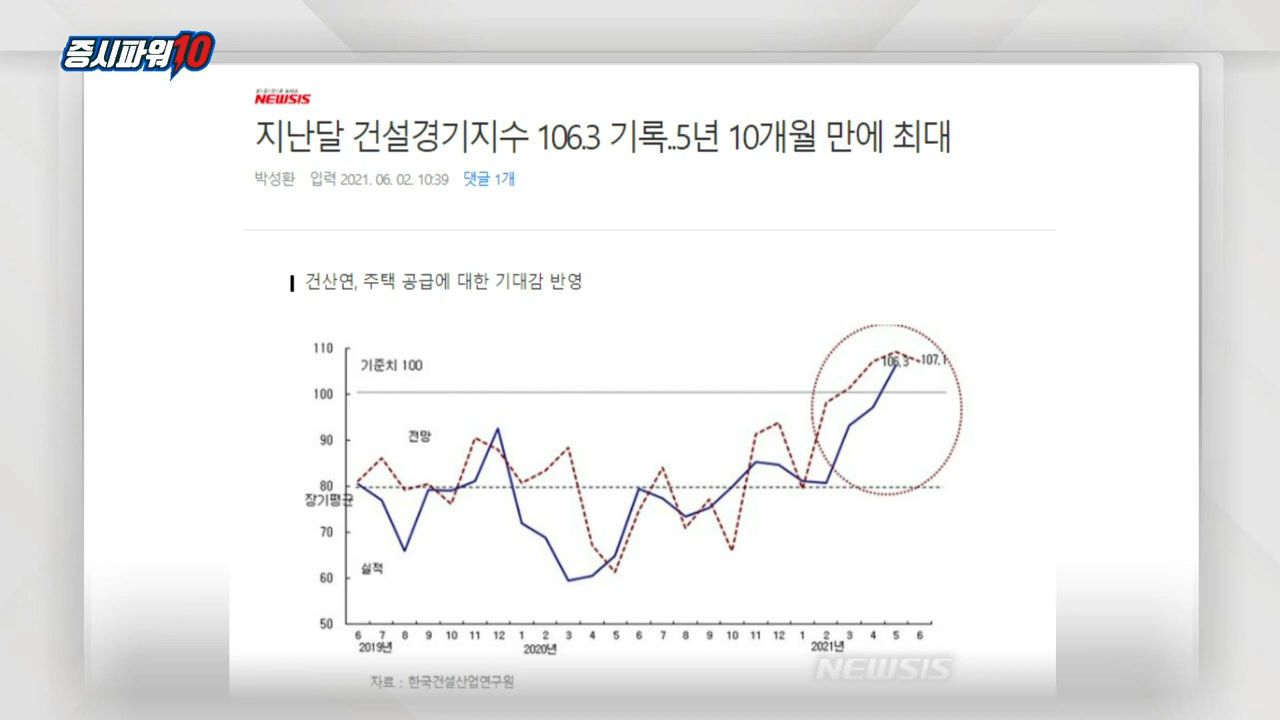 증시파워10
NEWSIS
지난달 건설경기지수 106.3 기록..5년 10개월 만에 최대
박성환 입력 2021. 06. 02. 10:39 댓글 1개
건산연, 주택 공급에 대한 기대감 반영
110
기준치 100
106.3
107.1
100
90
전망
80
장기평균
70
실적
60
50
6 7 8 9 10 11 12 1 2 3 4 5 6 7 8 9 10 11 12 1 2 3 4 5 6
2019년 2020년 2021년
NEWSIS
자료 : 한국건설산업연구원